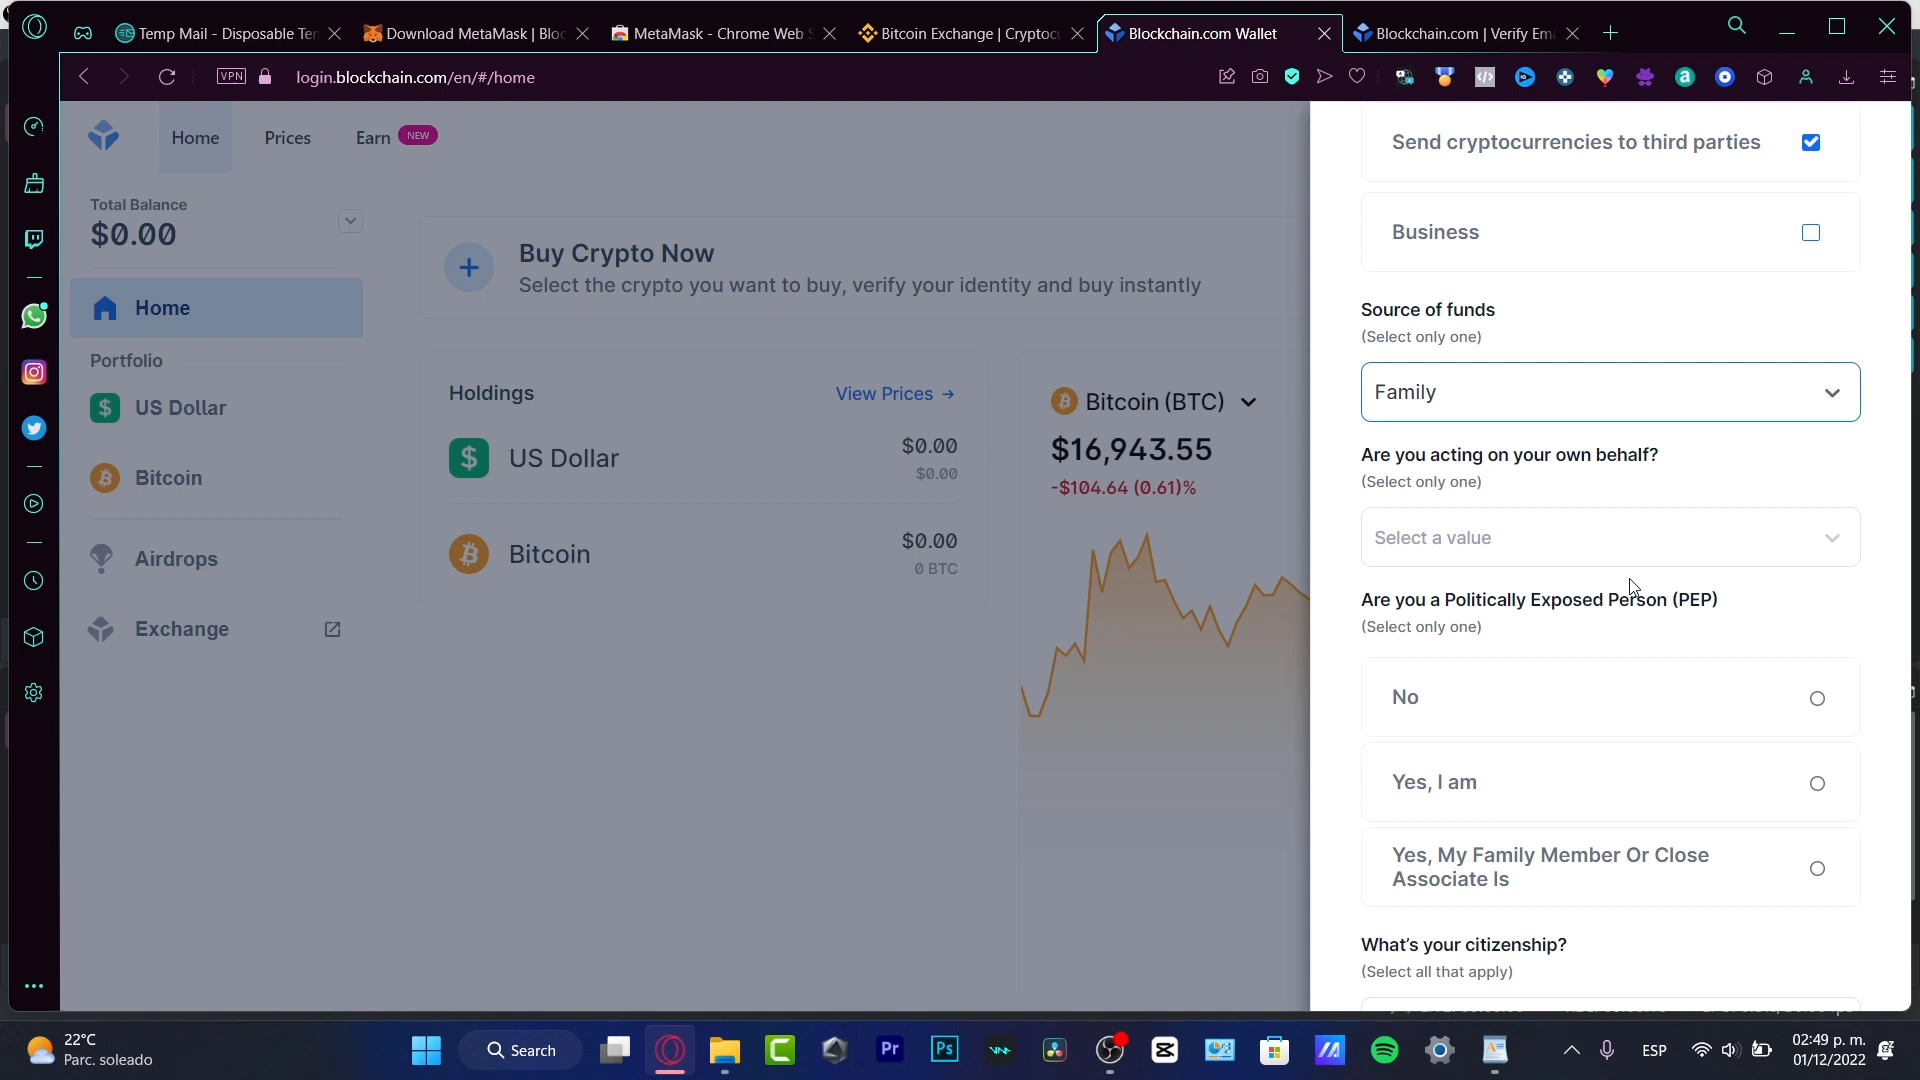 Temp Mail - Disposable Ter
Download MetaMask | Bloc
MetaMask - Chrome Web S
Bitcoin Exchange | Cryptocu
Blockchain.com Wallet
Blockchain.com | Verify Ema
VPN
login.blockchain.com/en/#/home
Home
Prices
Earn
NEW
Total Balance
$0.00
Home
Portfolio
US Dollar
Bitcoin
Airdrops
Exchange
Buy Crypto Now
Select the crypto you want to buy, verify your identity and buy instantly
Holdings
View Prices →
US Dollar
$0.00
$0.00
Bitcoin
$0.00
0 BTC
Bitcoin (BTC)
$16,943.55
-$104.64 (0.61)%
Send cryptocurrencies to third parties
Business
Source of funds
(Select only one)
Family
Are you acting on your own behalf?
(Select only one)
Select a value
Are you a Politically Exposed Person (PEP)
(Select only one)
No
Yes, I am
Yes, My Family Member Or Close
Associate Is
What's your citizenship?
(Select all that apply)
22°C
Parc. soleado
Search
Pr
Ps
ESP
02:49 p. m.
01/12/2022